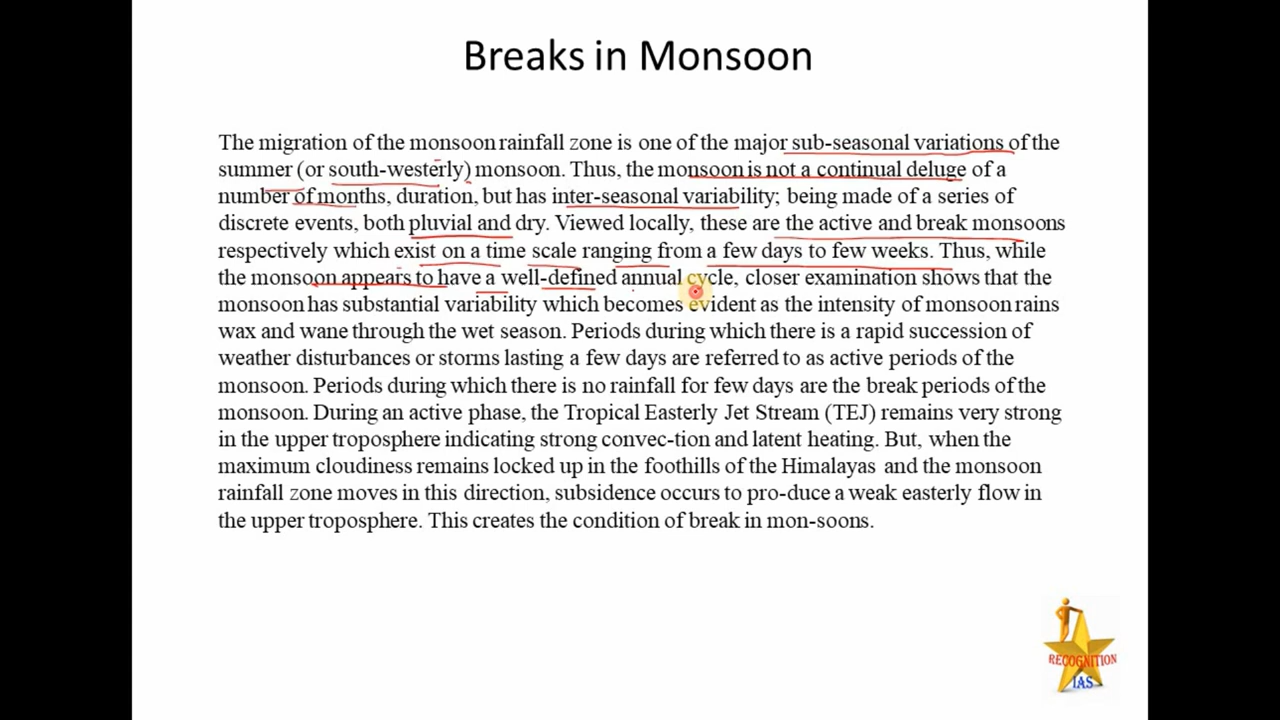 Breaks in Monsoon
The migration of the monsoon rainfall zone is one of the major sub-seasonal variations of the
summer (or south-westerly) monsoon. Thus, the monsoon is not a continual deluge of a
number of months, duration, but has inter-seasonal variability; being made of a series of
discrete events, both pluvial and dry. Viewed locally, these are the active and break monsoons
respectively which exist on a time scale ranging from a few days to few weeks. Thus, while
the monsoon appears to have a well-defined annual cycle, closer examination shows that the
monsoon has substantial variability which becomes evident as the intensity of monsoon rains
wax and wane through the wet season. Periods during which there is a rapid succession of
weather disturbances or storms lasting a few days are referred to as active periods of the
monsoon. Periods during which there is no rainfall for few days are the break periods of the
monsoon. During an active phase, the Tropical Easterly Jet Stream (TEJ) remains very strong
in the upper troposphere indicating strong convec-tion and latent heating. But, when the
maximum cloudiness remains locked up in the foothills of the Himalayas and the monsoon
rainfall zone moves in this direction, subsidence occurs to pro-duce a weak easterly flow in
the upper troposphere. This creates the condition of break in mon-soons.
RECOGNITION
IAS